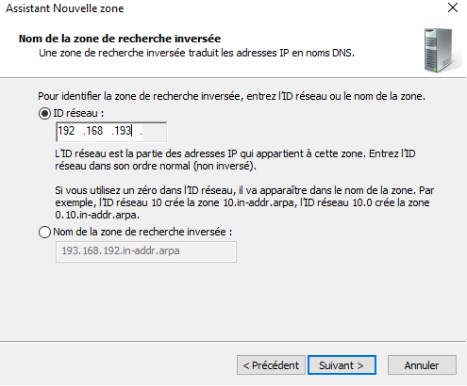 Assistant Nouvelle zone
Nom de la zone de recherche inversée
Une zone de recherche inversée traduit les adresses IP en noms DNS.
Pour identifier la zone de recherche inversée, entrez l'ID réseau ou le nom de la zone.
ID réseau :
192 .168 .193 .
L'ID réseau est la partie des adresses IP qui appartient à cette zone. Entrez l'ID
réseau dans son ordre normal (non inversé).
Si vous utilisez un zéro dans l'ID réseau, il va apparaître dans le nom de la zone. Par
exemple, l'ID réseau 10 crée la zone 10.in-addr.arpa, l'ID réseau 10.0 crée la zone
0.10.in-addr.arpa.
Nom de la zone de recherche inversée :
193.168.192.in-addr.arpa
< Précédent Suivant > Annuler